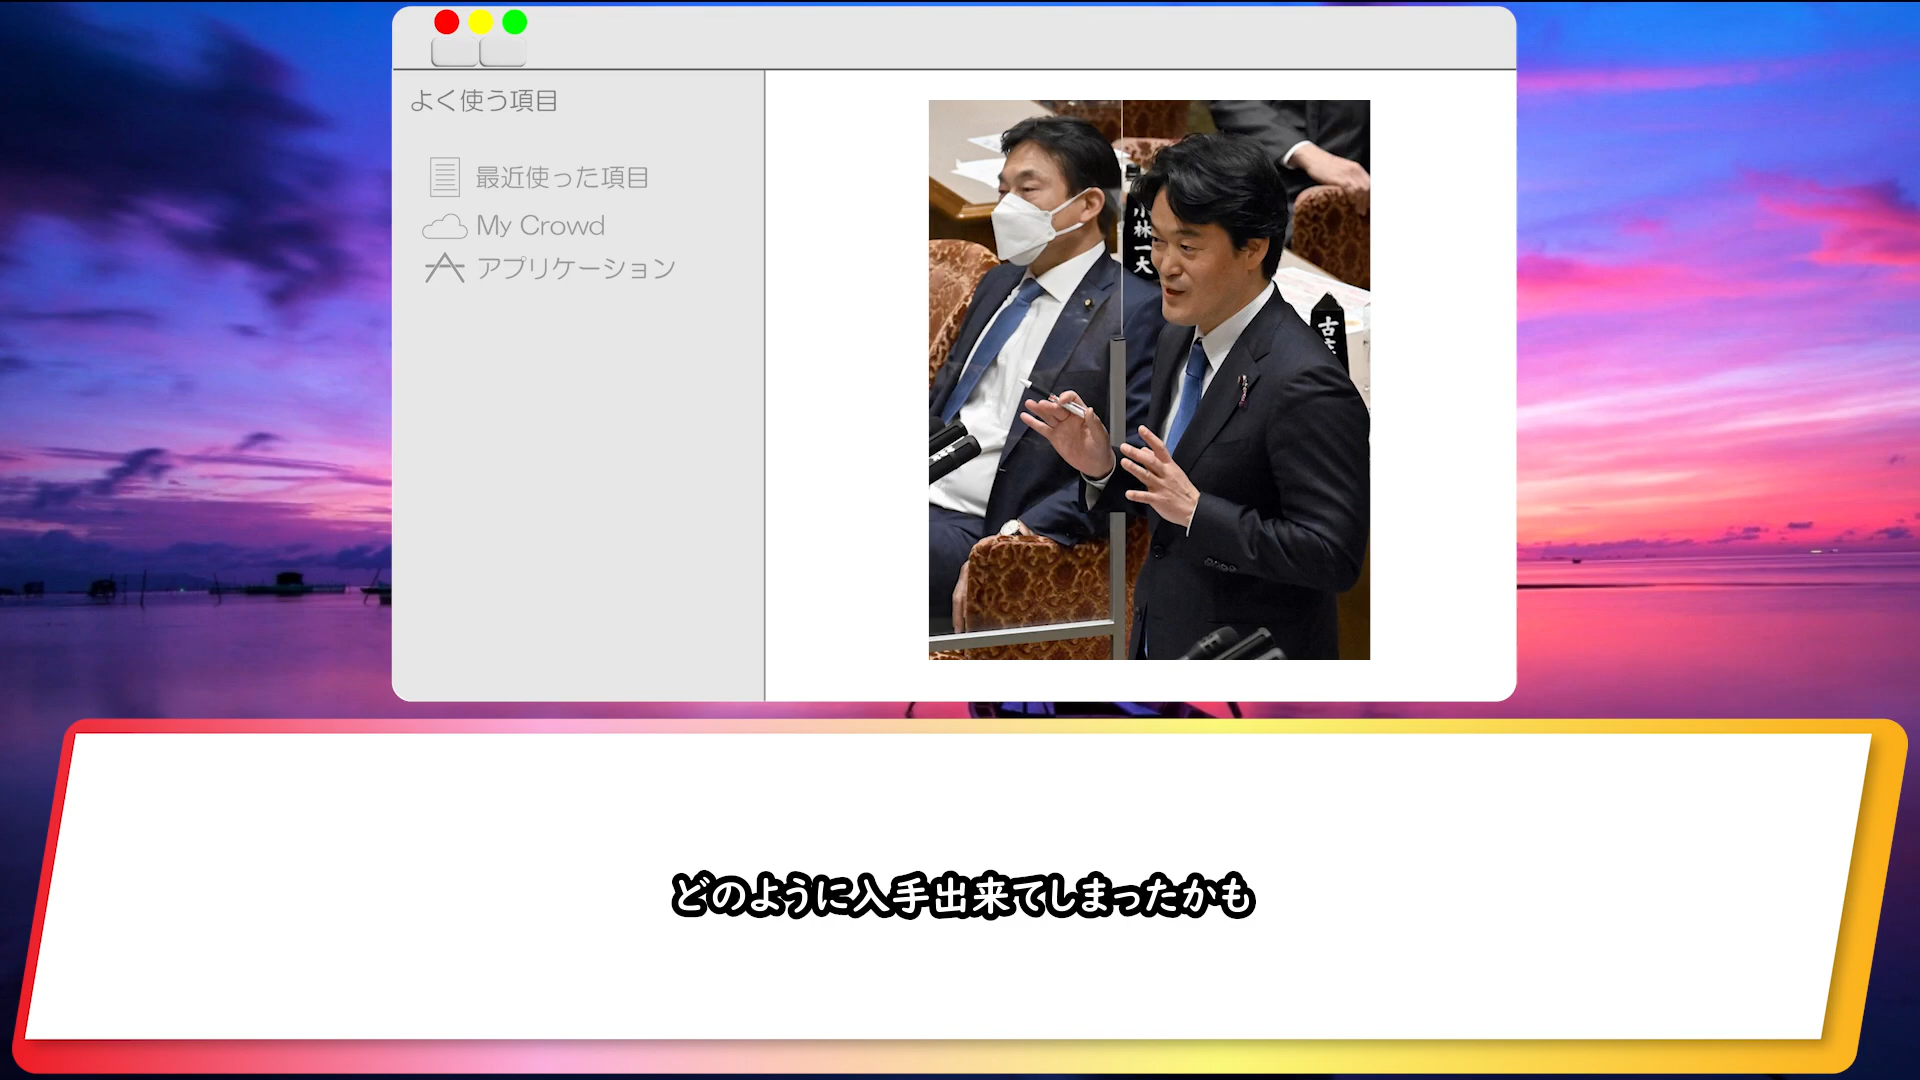 よく使う項目
最近使った項目
My Crowd
アプリケーション
小林一大
古
どのように入手出来てしまったかも